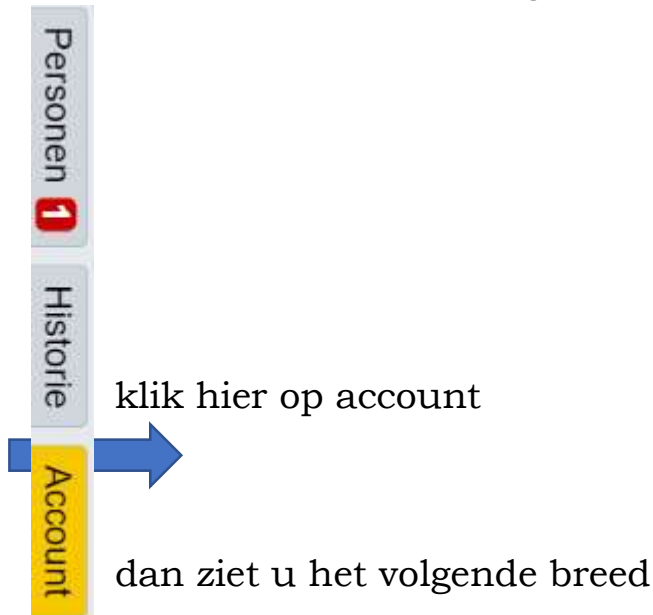 Personen 1
Historie
klik hier op account
Account
dan ziet u het volgende breed